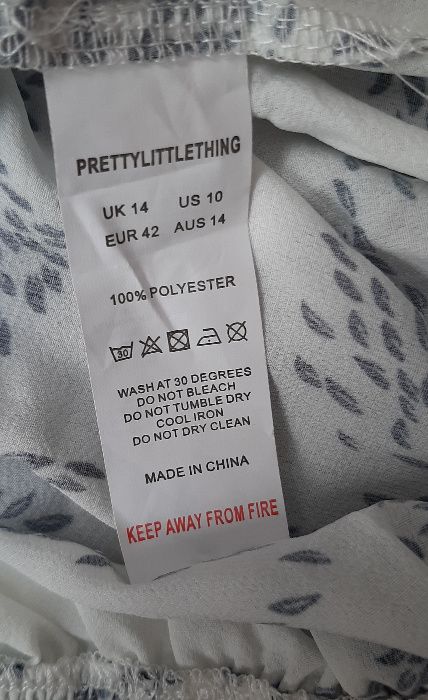 PRETTYLITTLETHING
UK 14 US 10
EUR 42 AUS 14
100% POLYESTER
30
WASH AT 30 DEGREES
DO NOT BLEACH
DO NOT TUMBLE DRY
COOL IRON
DO NOT DRY CLEAN
MADE IN CHINA
KEEP AWAY FROM FIRE